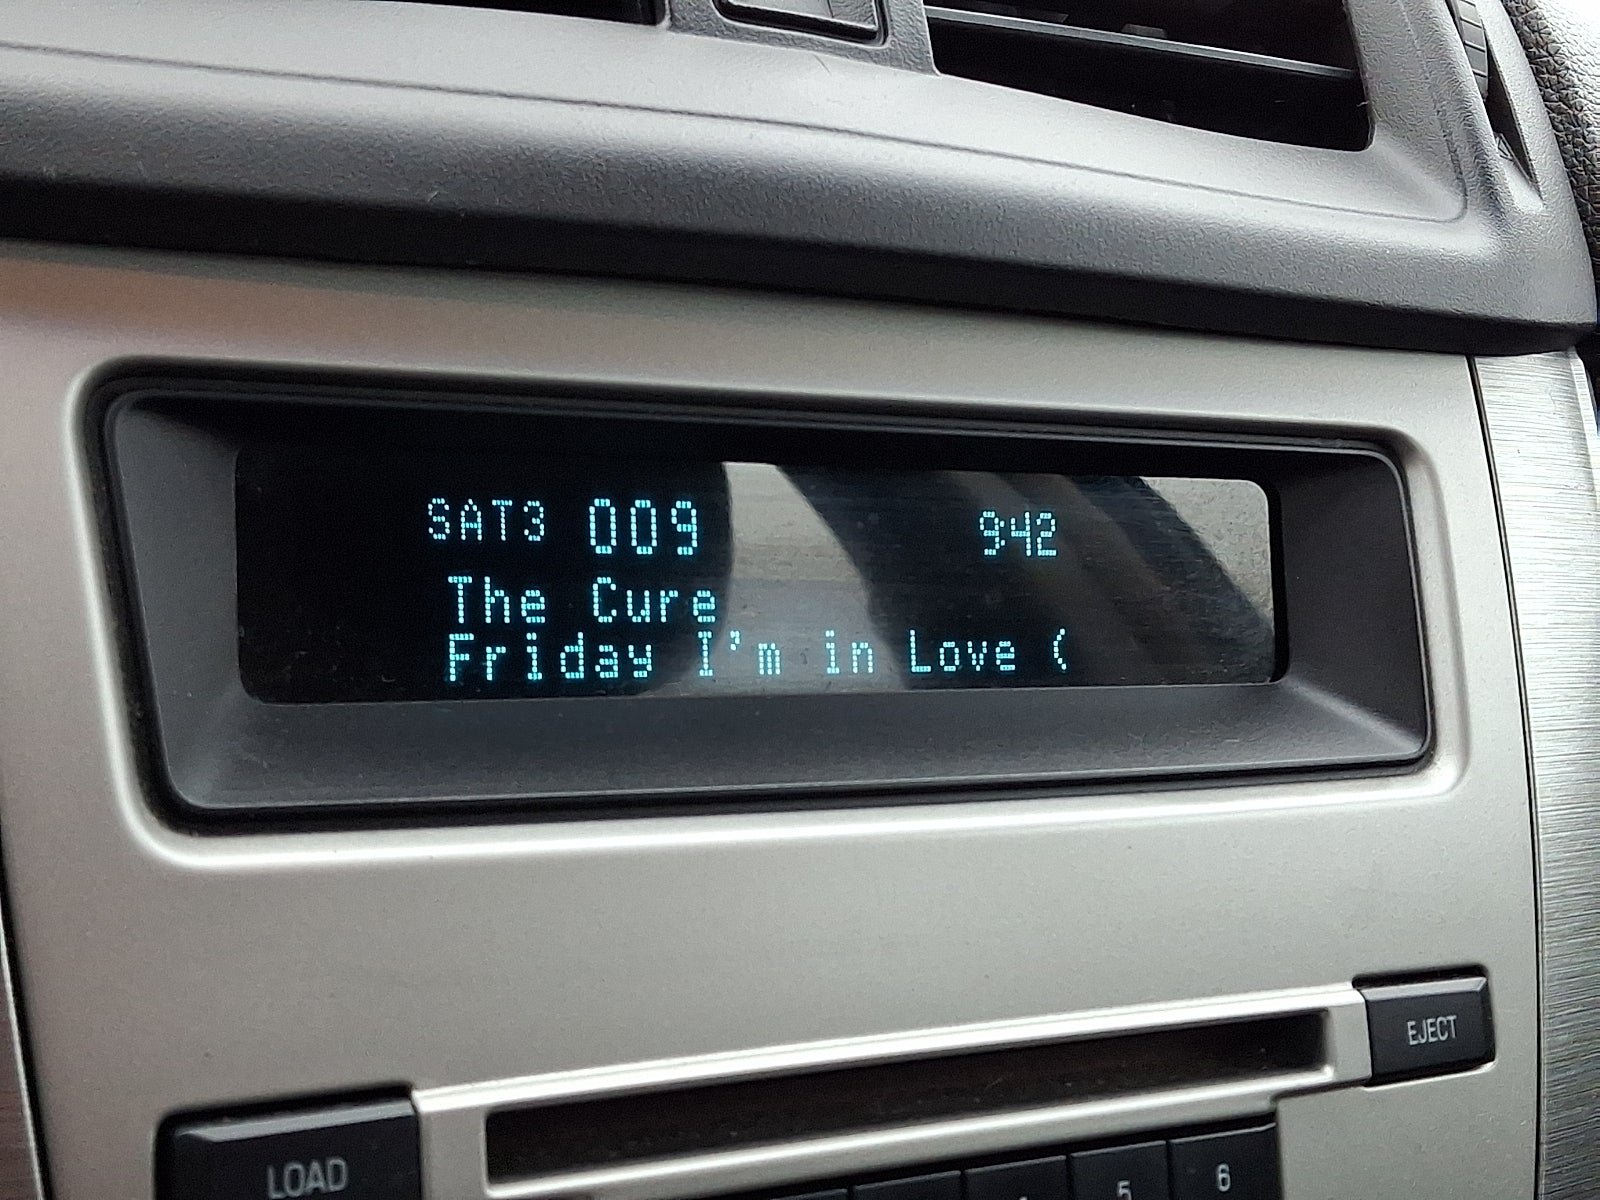 SAT3 009 9:42
The Cure
Friday I'm in Love (
EJECT
LOAD
5 6